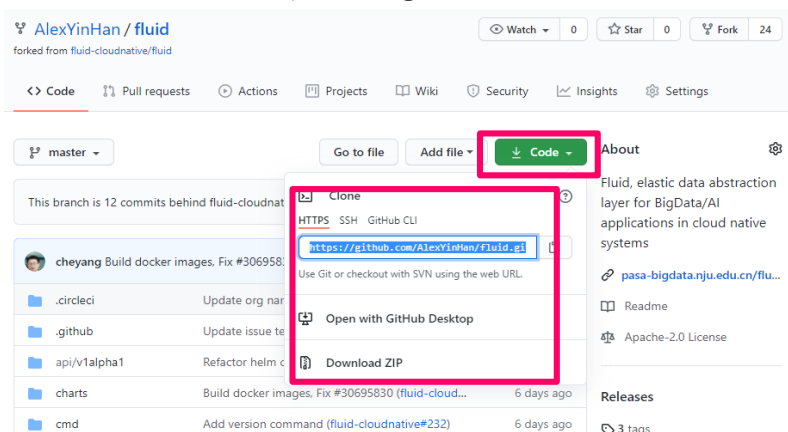 AlexYinHan / fluid
Watch 0 Star 0 Fork 24
forked from fluid-cloudnative/fluid
<> Code Pull requests Actions Projects Wiki Security Insights Settings
master Go to file Add file Code
About
Fluid, elastic data abstraction
layer for BigData/AI
applications in cloud native
systems
pasa-bigdata.nju.edu.cn/flu...
Readme
Apache-2.0 License
Releases
3 tags
This branch is 12 commits behind fluid-cloudnat
Clone
HTTPS SSH GitHub CLI
https://github.com/AlexYinHan/fluid.gi
Use Git or checkout with SVN using the web URL.
Open with GitHub Desktop
Download ZIP
cheyang Build docker images, Fix #3069583
.circleci Update org nar
.github Update issue te
api/v1alpha1 Refactor helm c
charts Build docker images, Fix #30695830 (fluid-cloud... 6 days ago
cmd Add version command (fluid-cloudnative#232) 6 days ago